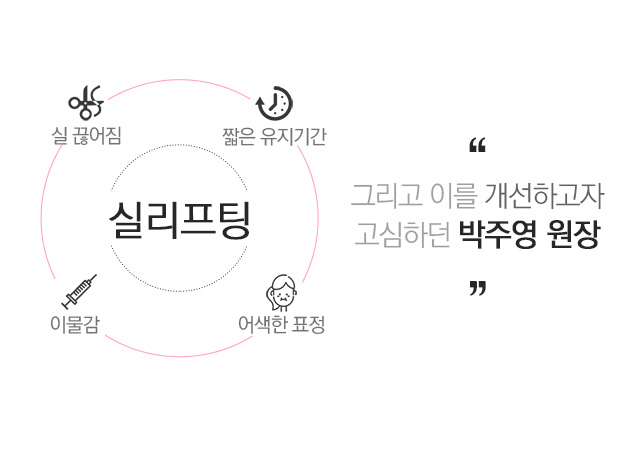 실 끊어짐
짧은 유지기간
실리프팅
이물감
어색한 표정
“
그리고 이를 개선하고자
고심하던 박주영 원장
”